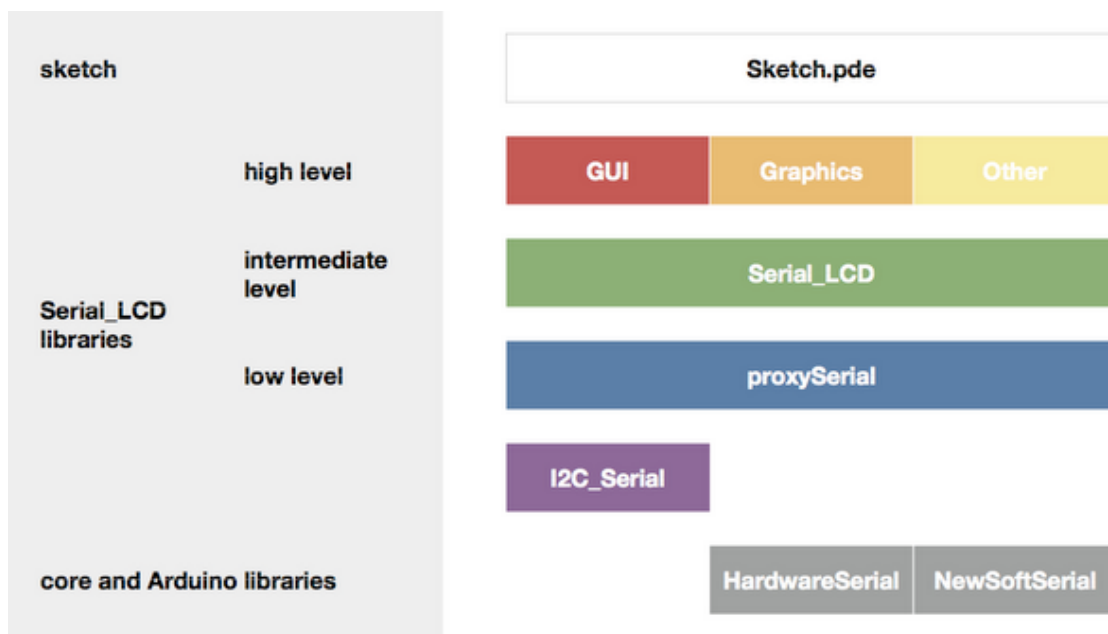 sketch
Sketch.pde
high level
GUI
Graphics
Other
intermediate
level
Serial_LCD
Serial_LCD
libraries
low level
proxySerial
I2C_Serial
core and Arduino libraries
HardwareSerial
NewSoftSerial